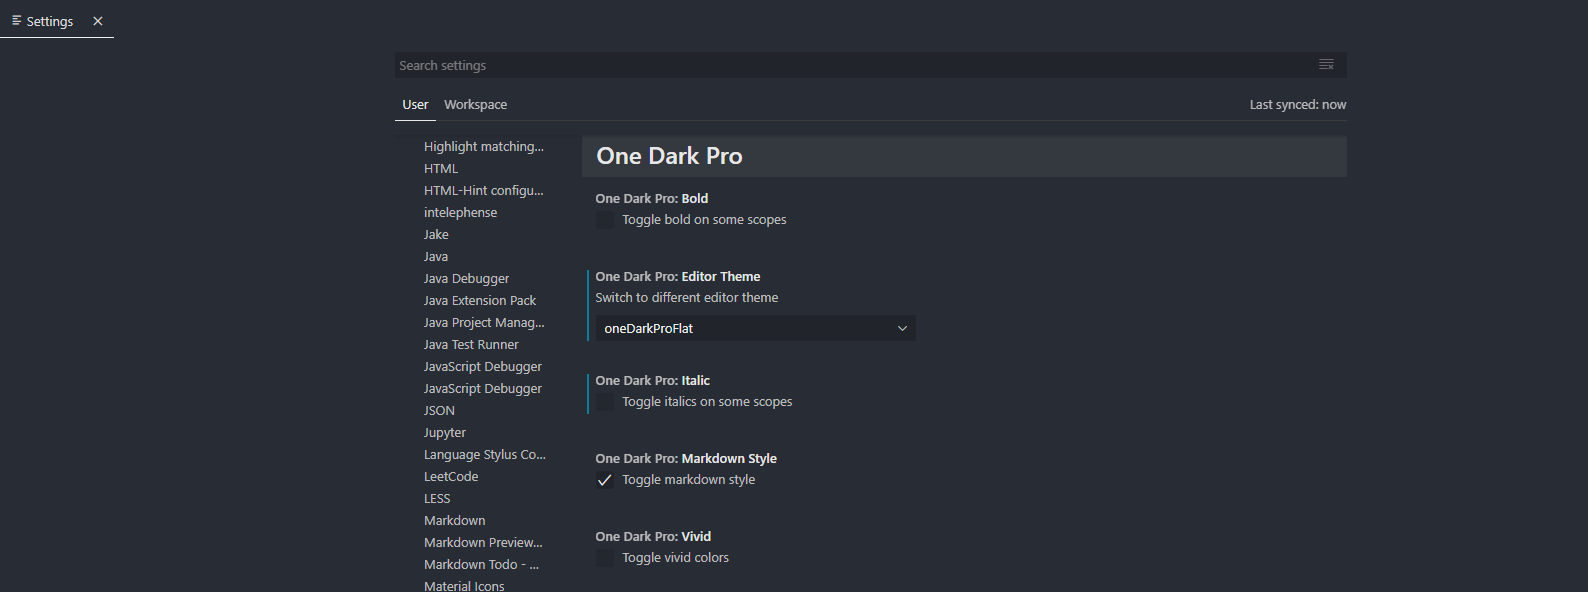 Settings
Search settings
User
Workspace
Last synced: now
Highlight matching...
HTML
HTML-Hint configu...
intelephense
Jake
Java
Java Debugger
Java Extension Pack
Java Project Manag...
Java Test Runner
JavaScript Debugger
JavaScript Debugger
JSON
Jupyter
Language Stylus Co...
LeetCode
LESS
Markdown
Markdown Preview...
Markdown Todo - ...
Material Icons
One Dark Pro
One Dark Pro: Bold
Toggle bold on some scopes
One Dark Pro: Editor Theme
Switch to different editor theme
oneDarkProFlat
One Dark Pro: Italic
Toggle italics on some scopes
One Dark Pro: Markdown Style
Toggle markdown style
One Dark Pro: Vivid
Toggle vivid colors